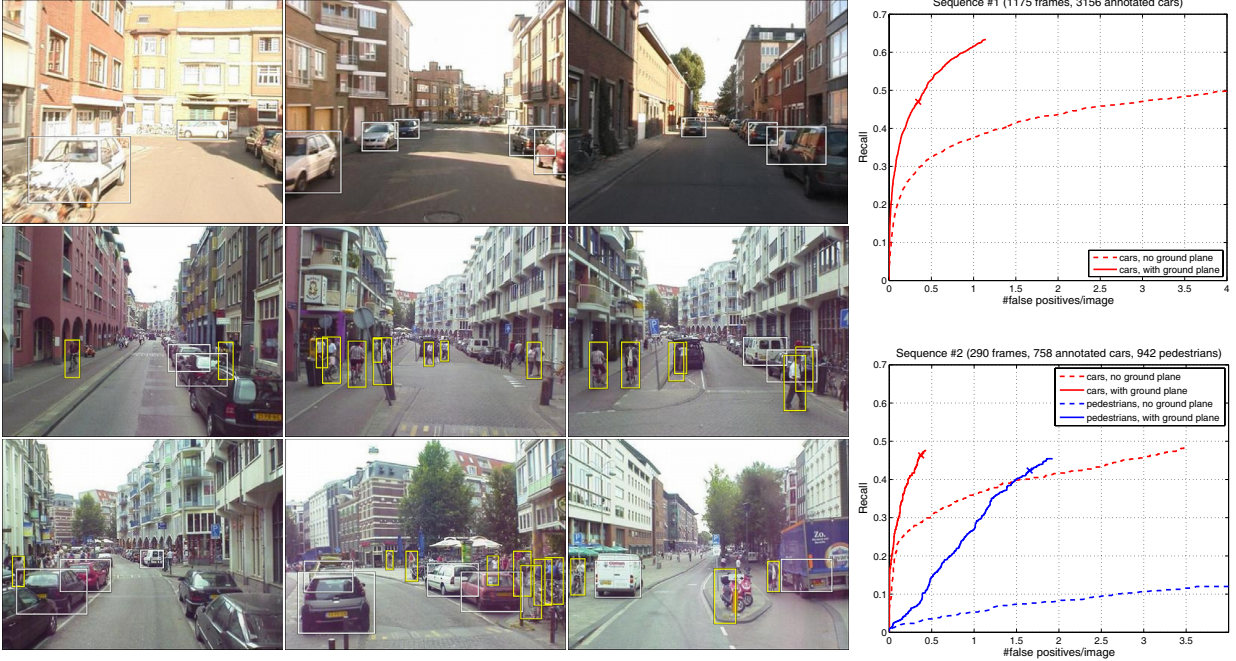 Sequence #1 (1175 frames, 3156 annotated cars)
0.7
0.6
0.5
0.4
0.3
0.2
0.1
0
Recall
cars, no ground plane
cars, with ground plane
0 0.5 1 1.5 2 2.5 3 3.5 4
#false positives/image
Sequence #2 (290 frames, 758 annotated cars, 942 pedestrians)
0.7
0.6
0.5
0.4
0.3
0.2
0.1
0
Recall
cars, no ground plane
cars, with ground plane
pedestrians, no ground plane
pedestrians, with ground plane
0 0.5 1 1.5 2 2.5 3 3.5
#false positives/image
Zo.
P